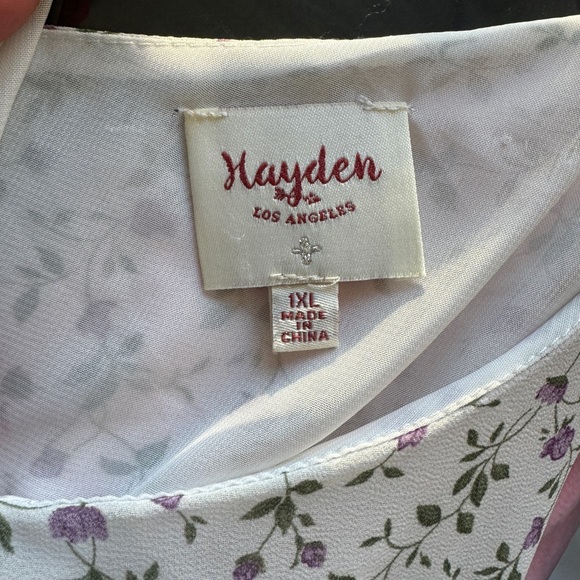 Hayden
LOS ANGELES
1XL
MADE
IN
CHINA